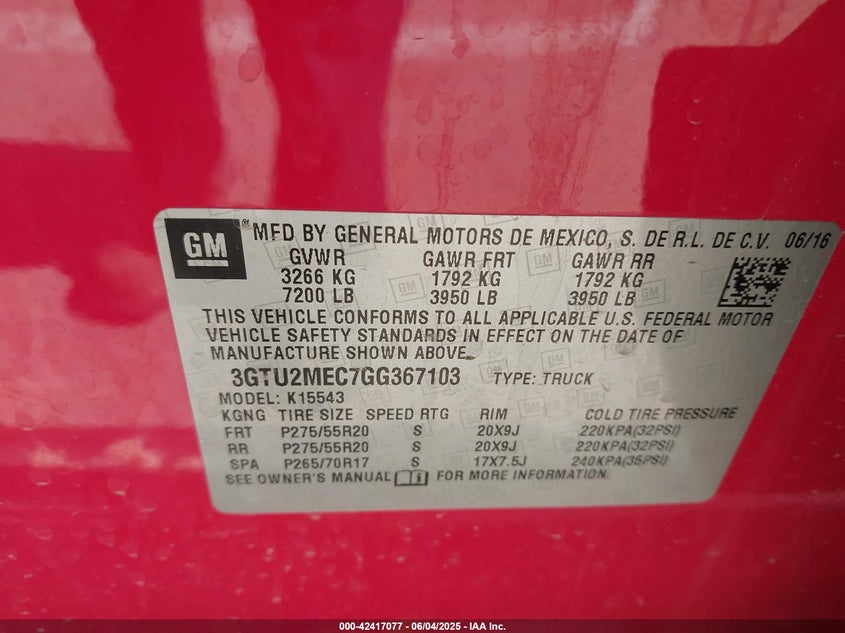 GM ® MFD BY GENERAL MOTORS DE MEXICO, S. DE R.L. DE C.V. 06/16
GVWR GAWR FRT GAWR RR
3266 KG 1792 KG 1792 KG
7200 LB 3950 LB 3950 LB
THIS VEHICLE CONFORMS TO ALL APPLICABLE U.S. FEDERAL MOTOR
VEHICLE SAFETY STANDARDS IN EFFECT ON THE DATE OF
MANUFACTURE SHOWN ABOVE.
3GTU2MEC7GG367103 TYPE: TRUCK
MODEL: K15543
KGNG TIRE SIZE SPEED RTG RIM COLD TIRE PRESSURE
FRT P275/55R20 S 20X9J 220KPA(32PSI)
RR P275/55R20 S 20X9J 220KPA(32PSI)
SPA P265/70R17 S 17X7.5J 240KPA(35PSI)
SEE OWNER'S MANUAL FOR MORE INFORMATION.
000-42417077 - 06/04/2025 - IAA Inc.